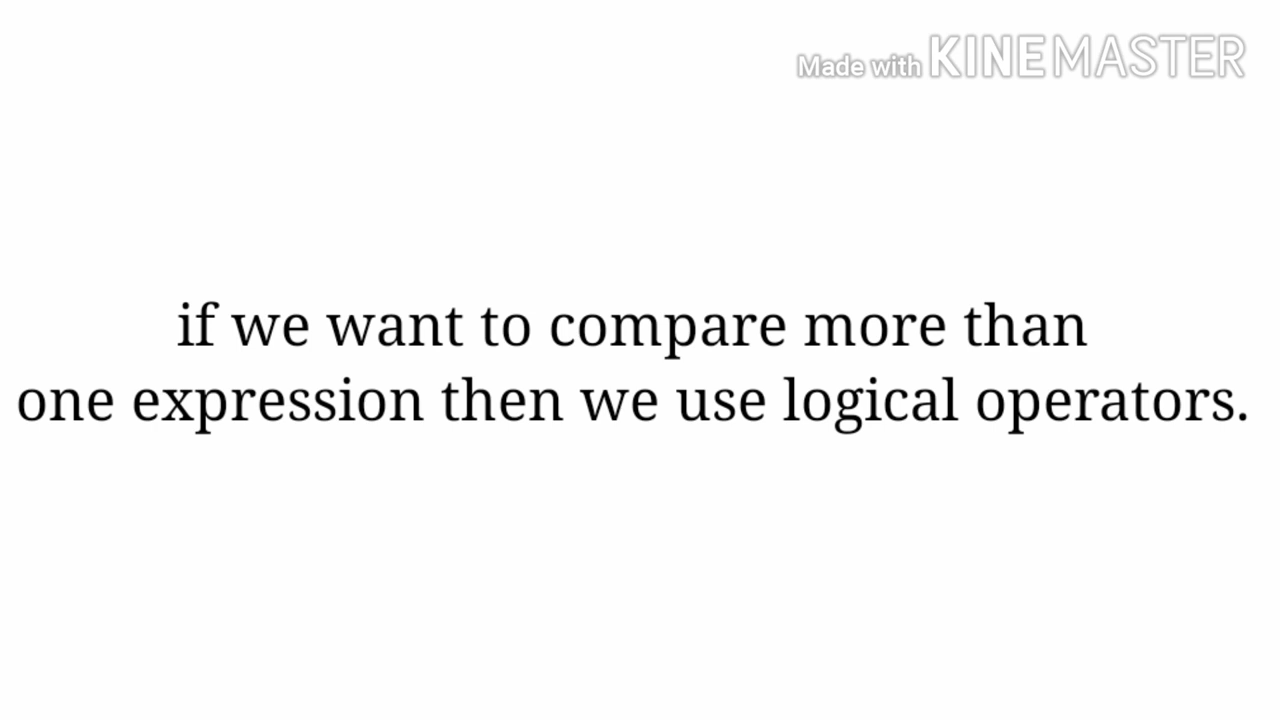 Made with KINEMASTER
if we want to compare more than
one expression then we use logical operators.